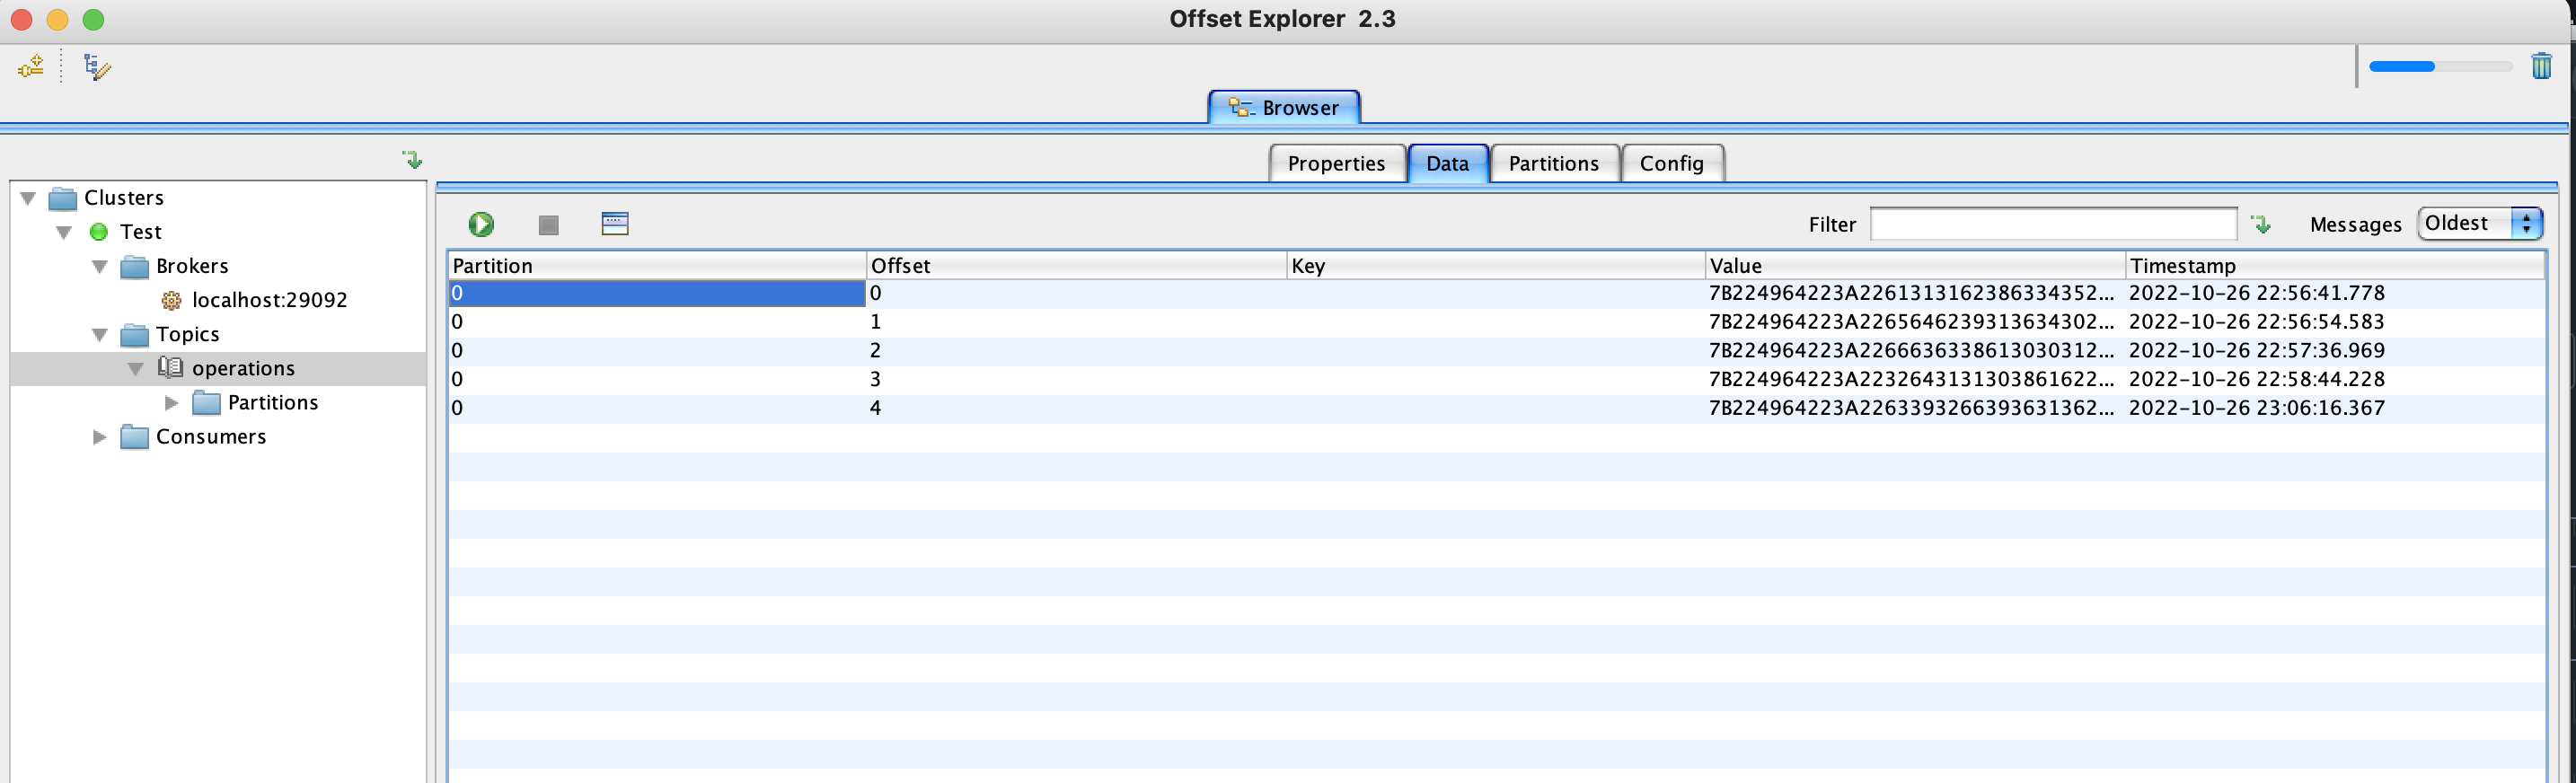 Offset Explorer 2.3
Browser
Properties Data Partitions Config
Clusters
Test
Brokers
localhost:29092
Topics
operations
Partitions
Consumers
Filter Messages Oldest
Partition Offset Key Value Timestamp
0 0 7B224964223A226131316238633435​2... 2022-10-26 22:56:41.778
0 1 7B224964223A226564623931363430​2... 2022-10-26 22:56:54.583
0 2 7B224964223A226663633861303031​2... 2022-10-26 22:57:36.969
0 3 7B224964223A223264313130386162​2... 2022-10-26 22:58:44.228
0 4 7B224964223A226339326639363136​2... 2022-10-26 23:06:16.367